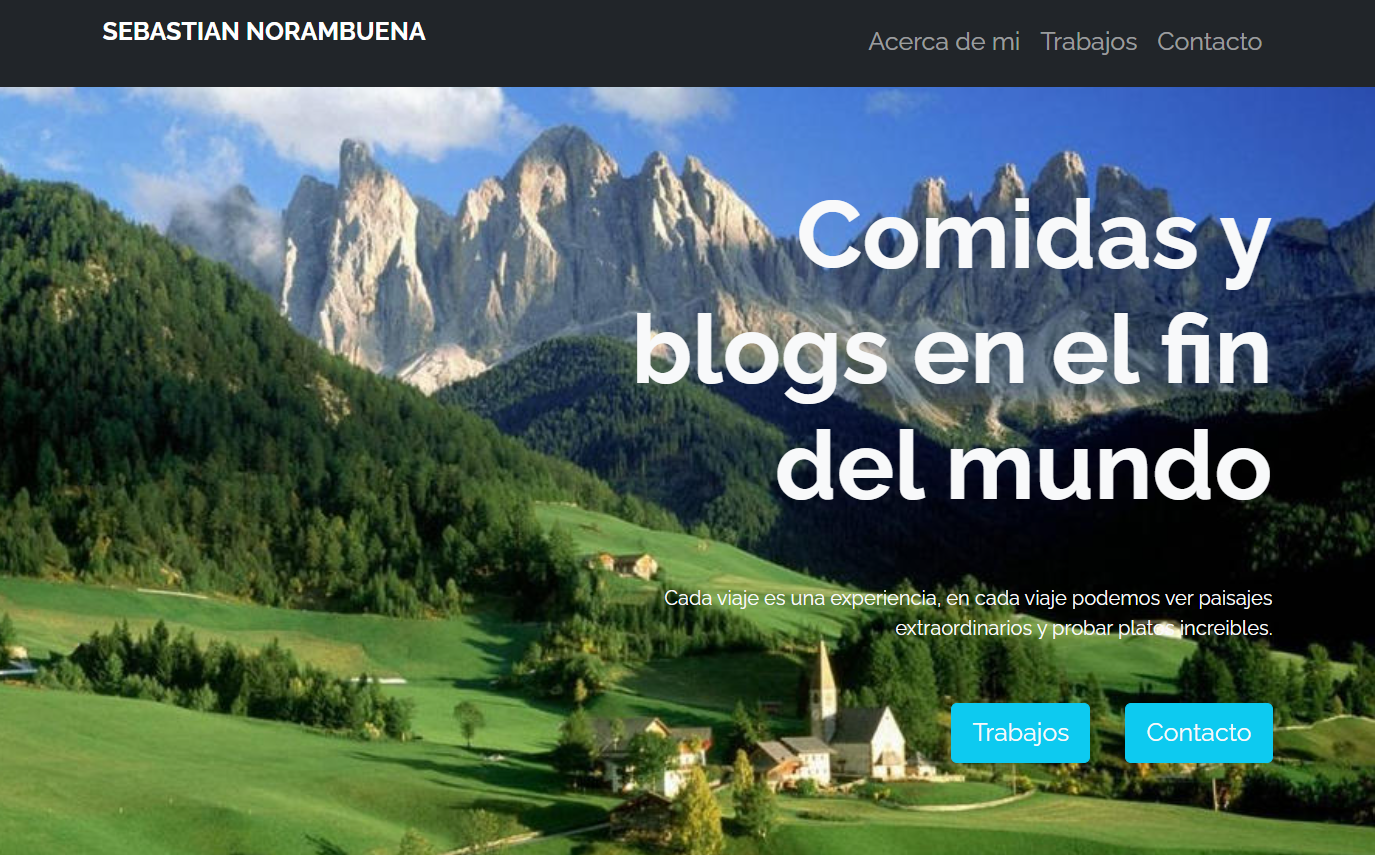 SEBASTIAN NORAMBUENA
Acerca de mi Trabajos Contacto
Comidas y
blogs en el fin
del mundo
Cada viaje es una experiencia, en cada viaje podemos ver paisajes
extraordinarios y probar platos increibles.
Trabajos Contacto